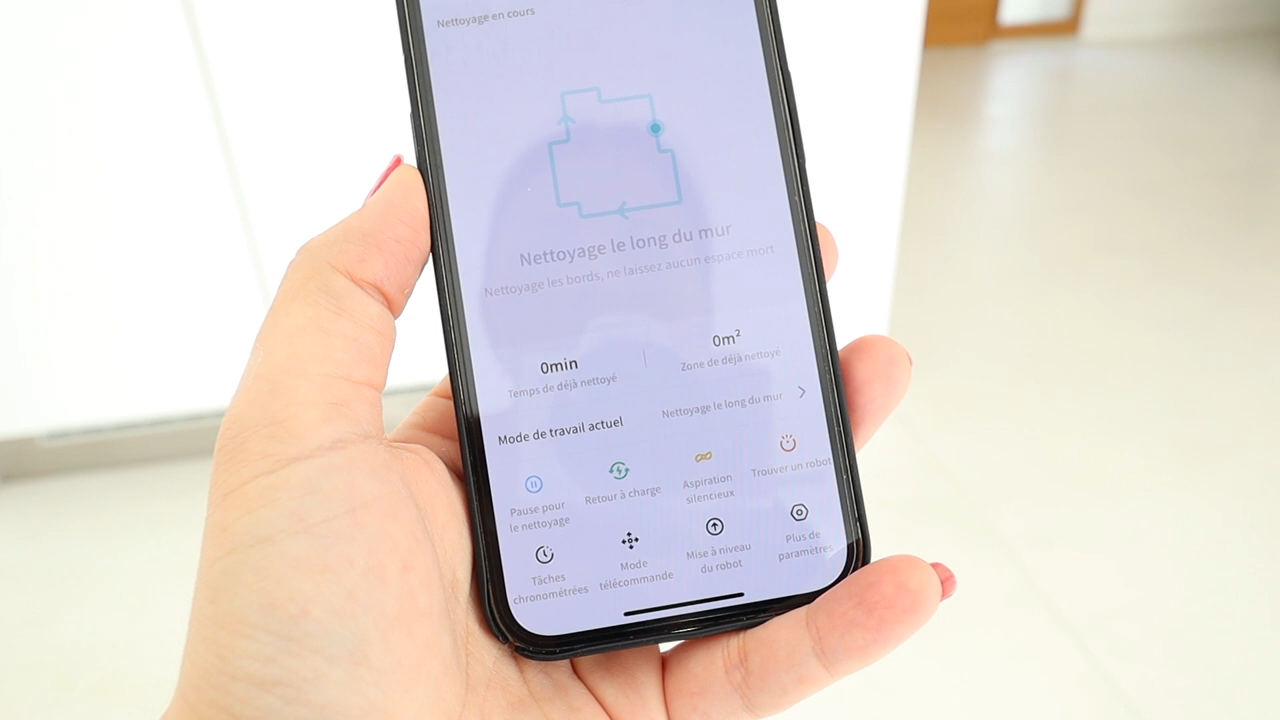 Nettoyage en cours
Nettoyage le long du mur
Nettoyage les bords, ne laissez aucun espace mort
0min
0m²
Temps de déjà nettoyé
Zone de déjà nettoyé
Mode de travail actuel
Nettoyage le long du mur
Pause pour
le nettoyage
Retour à charge
Aspiration
silencieux
Trouver un robot
Tâches
chronométrées
Mode
télécommande
Mise à niveau
du robot
Plus de
paramètres